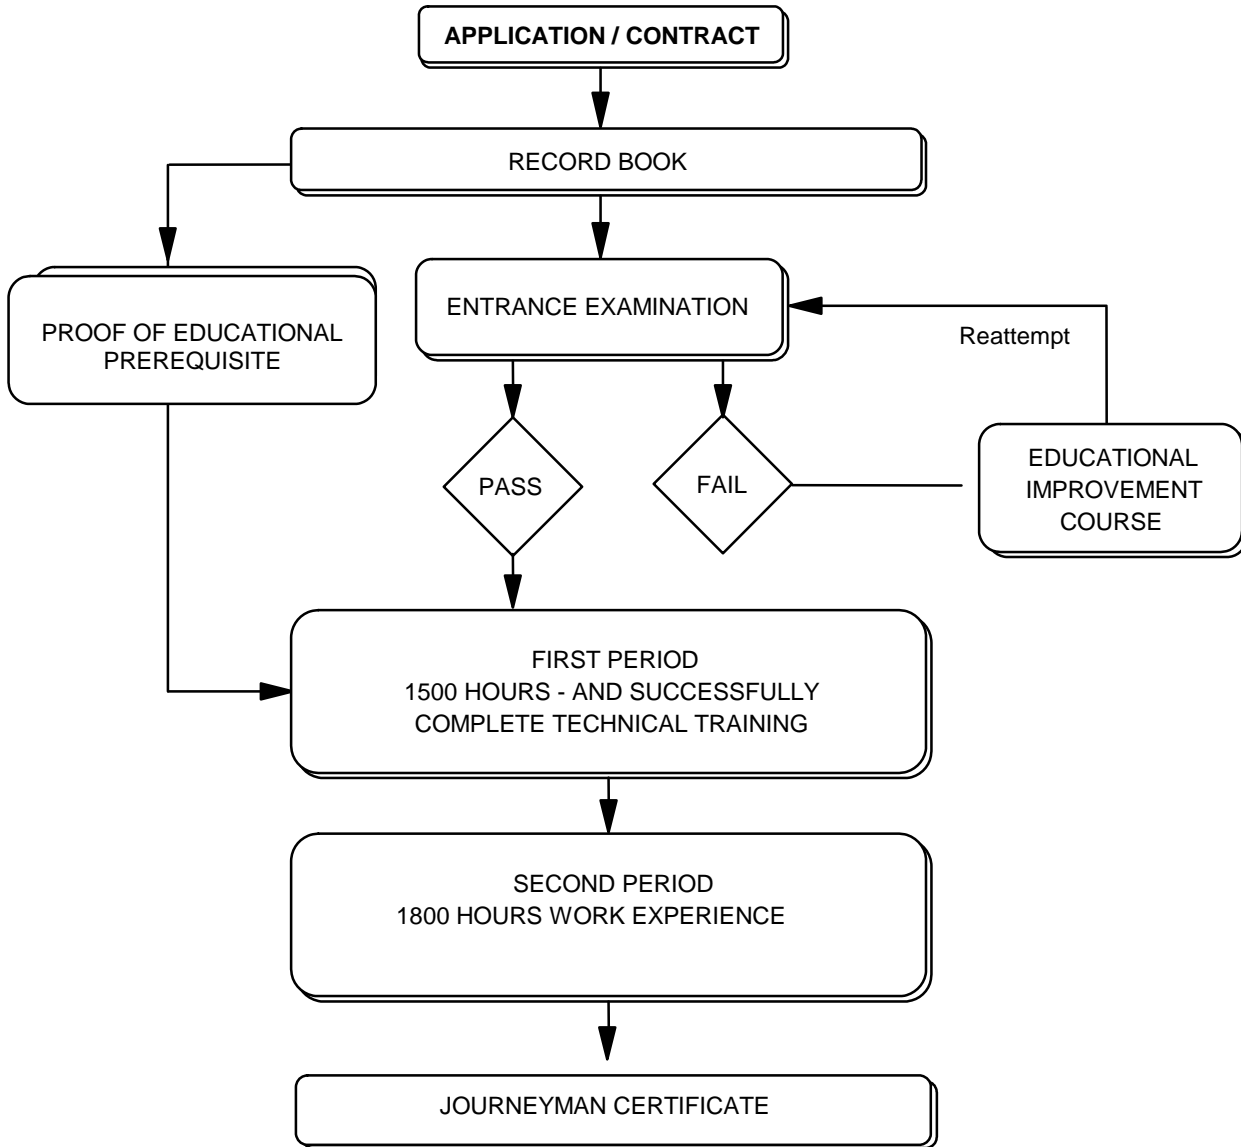 APPLICATION / CONTRACT
RECORD BOOK
PROOF OF EDUCATIONAL
PREREQUISITE
ENTRANCE EXAMINATION
Reattempt
PASS
FAIL
EDUCATIONAL
IMPROVEMENT
COURSE
FIRST PERIOD
1500 HOURS - AND SUCCESSFULLY
COMPLETE TECHNICAL TRAINING
SECOND PERIOD
1800 HOURS WORK EXPERIENCE
JOURNEYMAN CERTIFICATE